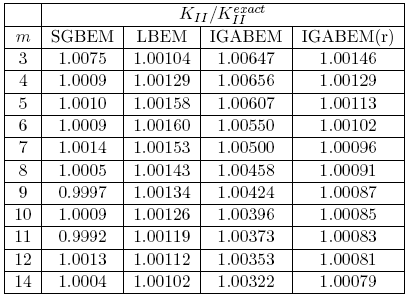 K_{II}/K_{II}^{exact}
m SGBEM LBEM IGABEM IGABEM(r)
3 1.0075 1.00104 1.00647 1.00146
4 1.0009 1.00129 1.00656 1.00129
5 1.0010 1.00158 1.00607 1.00113
6 1.0009 1.00160 1.00550 1.00102
7 1.0014 1.00153 1.00500 1.00096
8 1.0005 1.00143 1.00458 1.00091
9 0.9997 1.00134 1.00424 1.00087
10 1.0009 1.00126 1.00396 1.00085
11 0.9992 1.00119 1.00373 1.00083
12 1.0013 1.00112 1.00353 1.00081
14 1.0004 1.00102 1.00322 1.00079